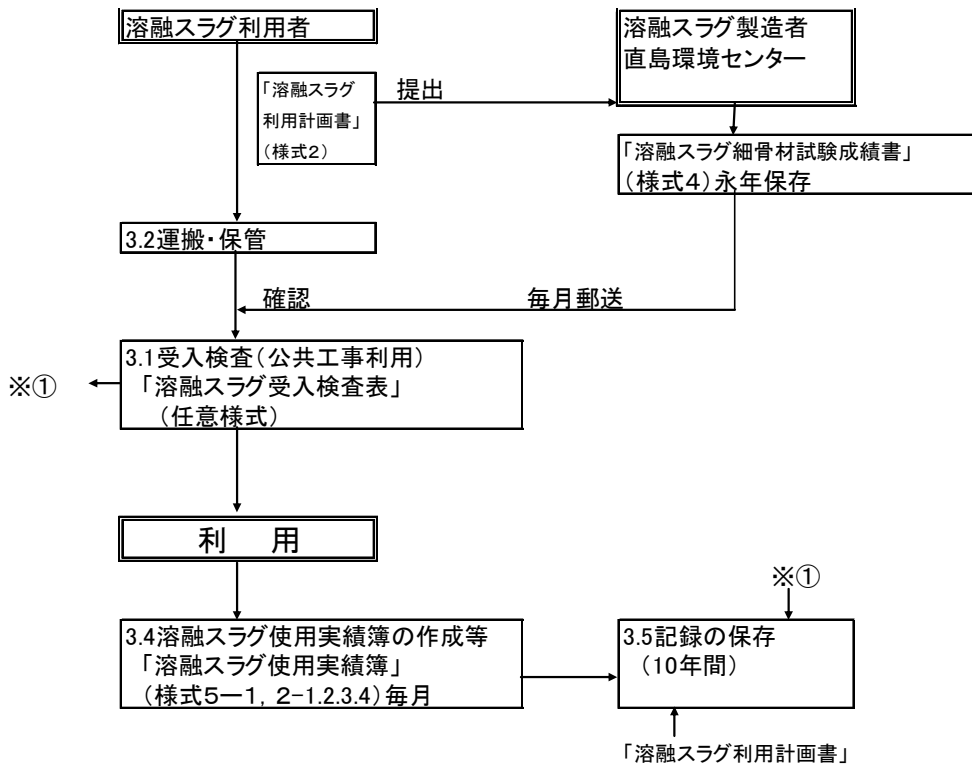 溶融スラグ利用者
溶融スラグ製造者
直島環境センター
「溶融スラグ
利用計画書」
(様式2)
提出
「溶融スラグ細骨材試験成績書」
(様式4)永年保存
3.2運搬・保管
確認
毎月郵送
3.1受入検査(公共工事利用)
「溶融スラグ受入検査表」
(任意様式)
※①
利　用
※①
3.4溶融スラグ使用実績簿の作成等
「溶融スラグ使用実績簿」
(様式5ー1, 2-1.2.3.4)毎月
3.5記録の保存
(10年間)
「溶融スラグ利用計画書」